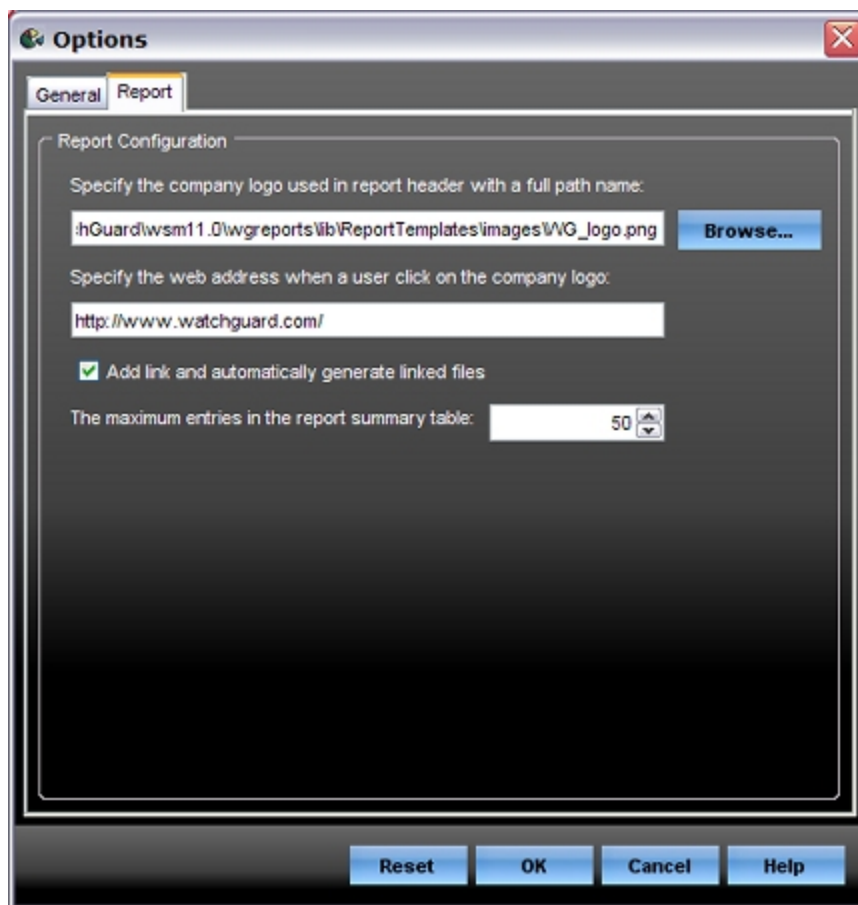 Options
General
Report
Report Configuration
Specify the company logo used in report header with a full path name:
hGuard\wsm11.0\wgreports\lib\ReportTemplates\images\WG_logo.png
Browse...
Specify the web address when a user click on the company logo:
http://www.watchguard.com/
Add link and automatically generate linked files
The maximum entries in the report summary table:
50
Reset
OK
Cancel
Help